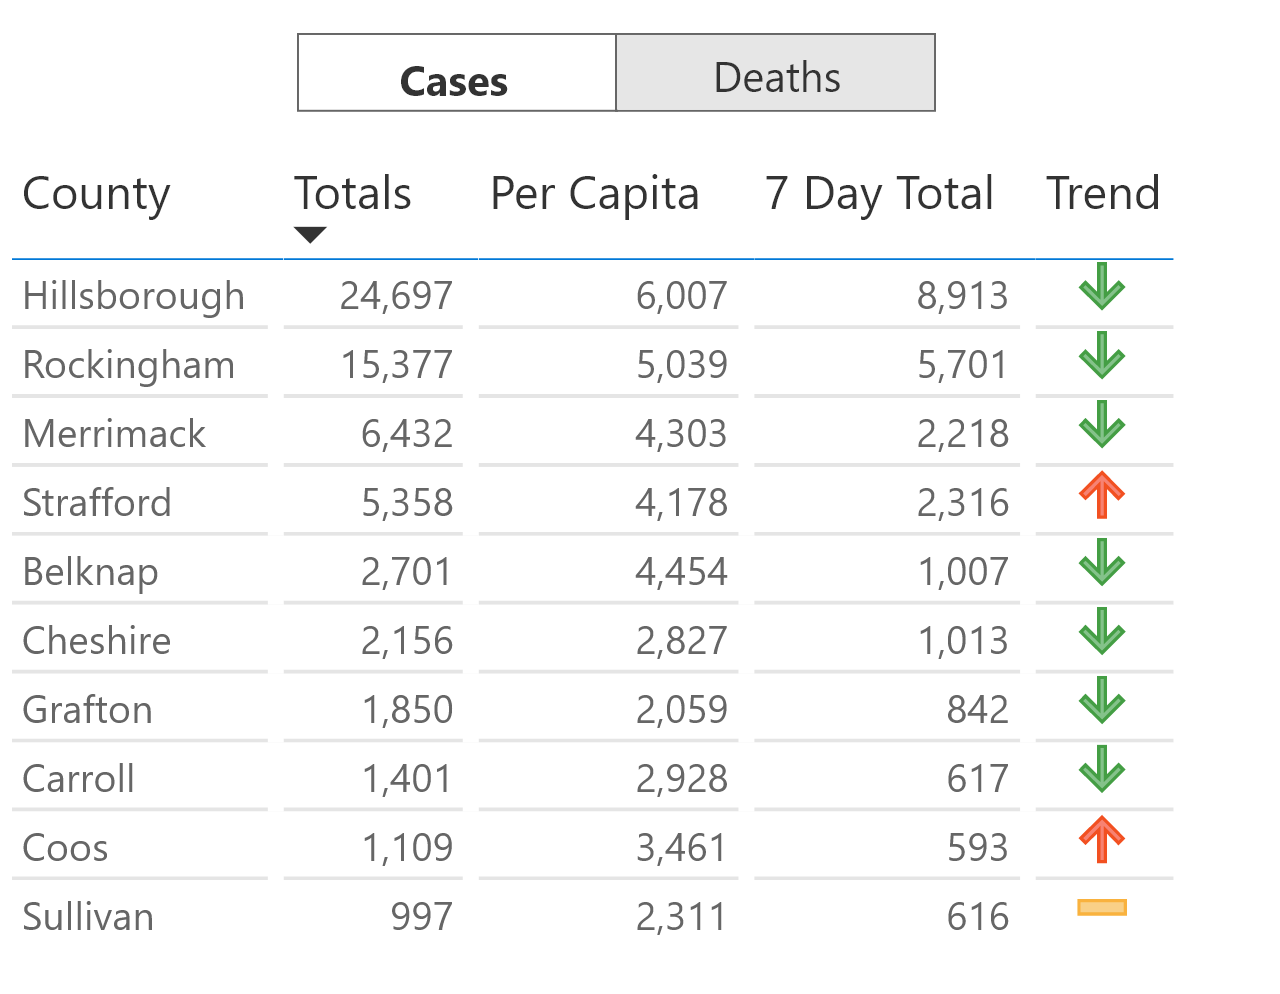 Cases Deaths
County Totals Per Capita 7 Day Total Trend
Hillsborough 24,697 6,007 8,913
Rockingham 15,377 5,039 5,701
Merrimack 6,432 4,303 2,218
Strafford 5,358 4,178 2,316
Belknap 2,701 4,454 1,007
Cheshire 2,156 2,827 1,013
Grafton 1,850 2,059 842
Carroll 1,401 2,928 617
Coos 1,109 3,461 593
Sullivan 997 2,311 616